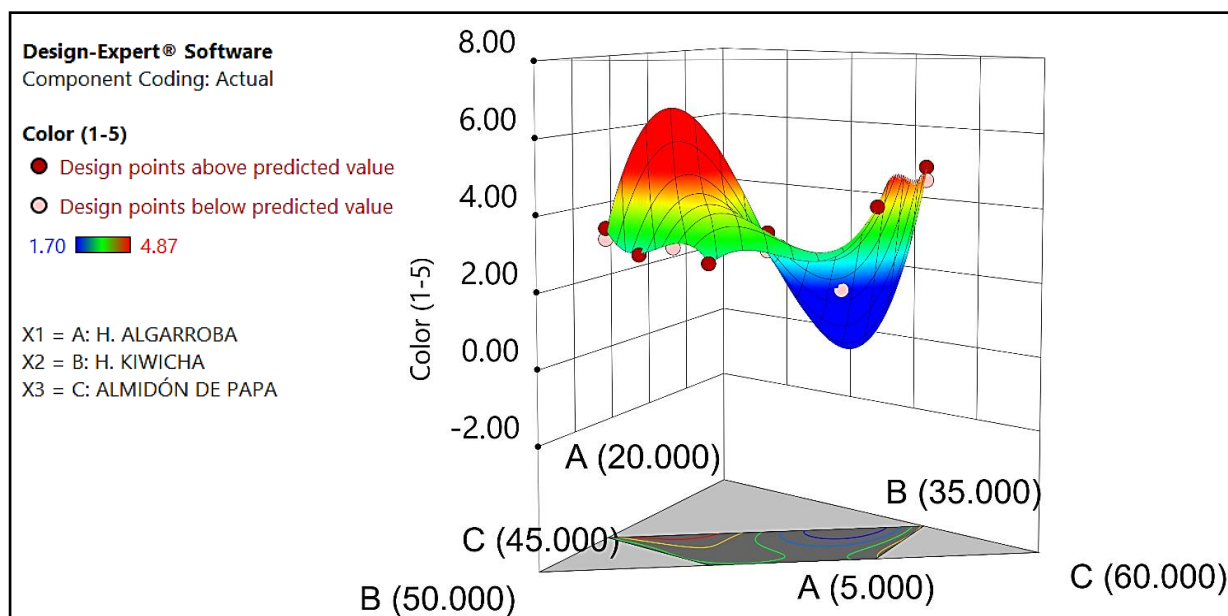 Design-Expert® Software
Component Coding: Actual
Color (1-5)
Design points above predicted value
Design points below predicted value
1.70 4.87
X1 = A: H. ALGARROBA
X2 = B: H. KIWICHA
X3 = C: ALMIDÓN DE PAPA
8.00
6.00
4.00
2.00
0.00
-2.00
Color (1-5)
A (20.000)
B (35.000)
C (45.000)
A (5.000)
C (60.000)
B (50.000)